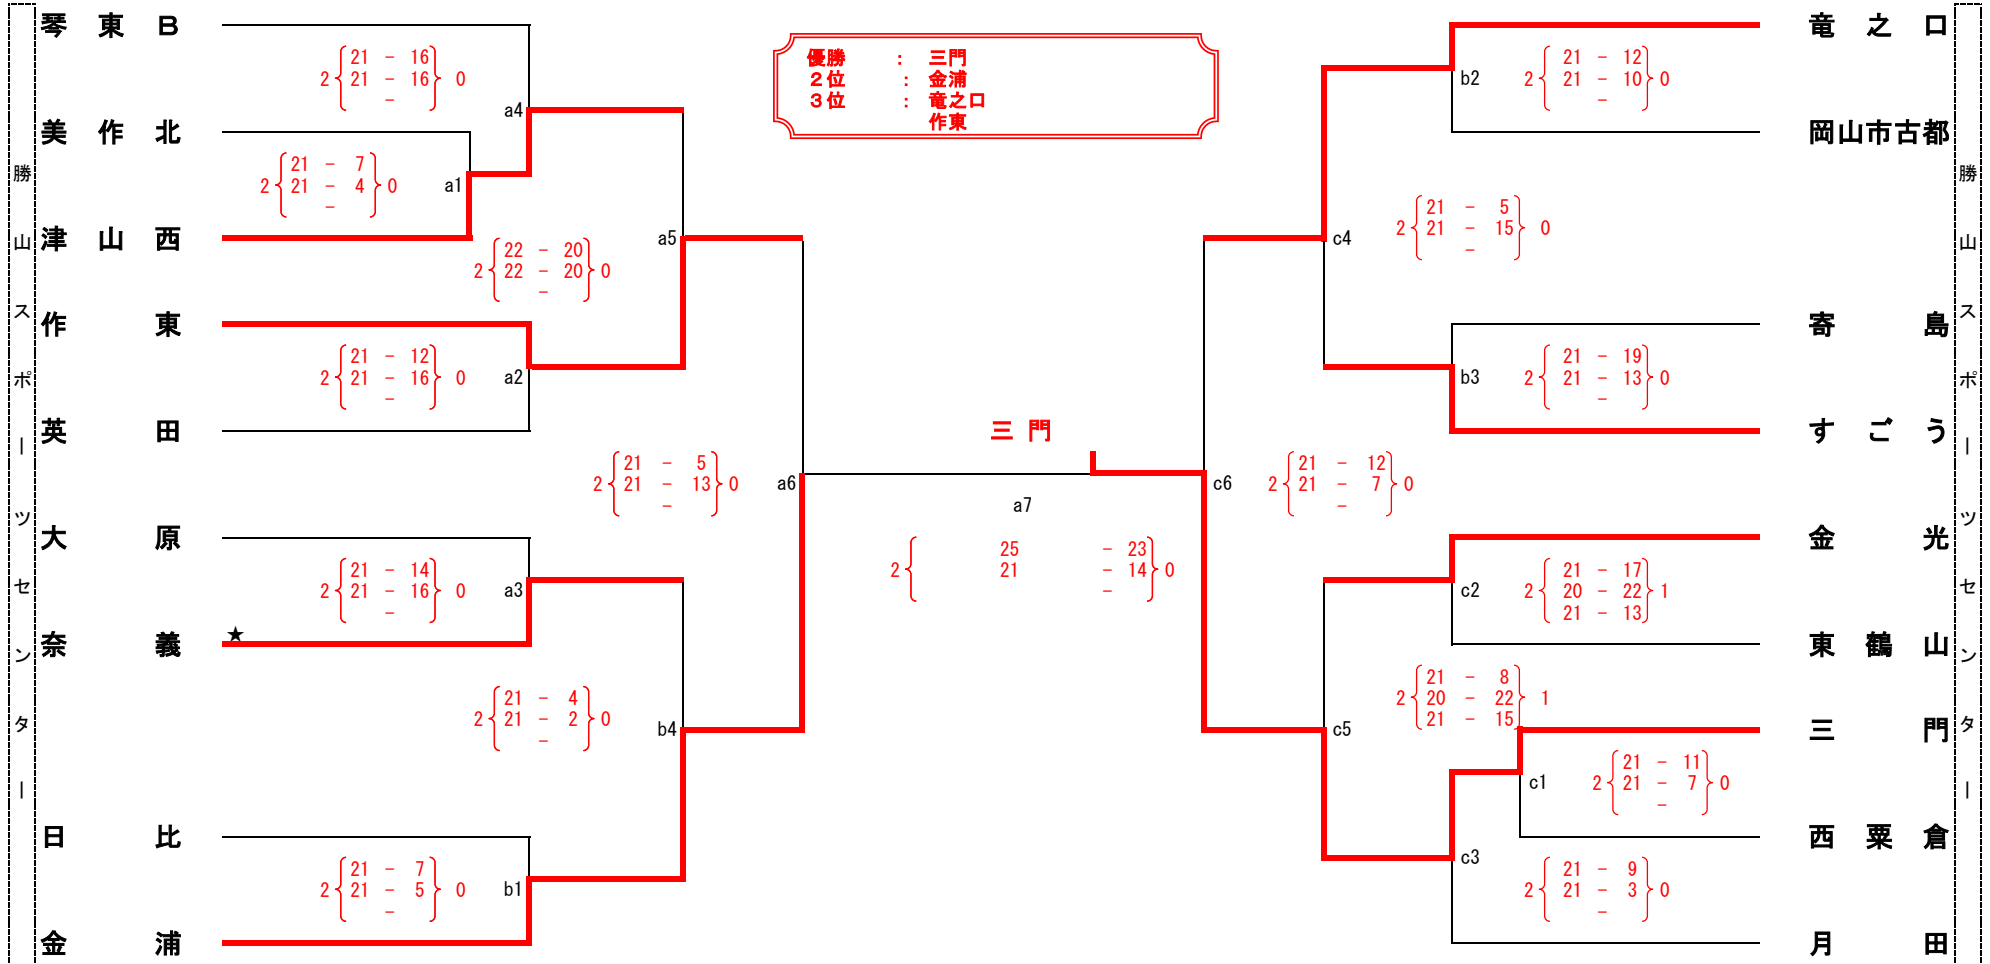 勝山スポーツセンター
琴東B
美作北
津山西
作東
英田
大原
★
奈義
日比
金浦
2 { 21 - 16 21 - 16 - } 0
a4
2 { 21 - 7 21 - 4 - } 0
a1
2 { 22 - 20 22 - 20 - } 0
a5
2 { 21 - 12 21 - 16 - } 0
a2
2 { 21 - 5 21 - 13 - } 0
a6
2 { 21 - 14 21 - 16 - } 0
a3
2 { 21 - 4 21 - 2 - } 0
b4
2 { 21 - 7 21 - 5 - } 0
b1
優勝 : 三門
2位 : 金浦
3位 : 竜之口
作東
三門
a7
2 { 25 - 23 21 - 14 - } 0
竜之口
岡山市古都
寄島
すごう
金光
東鶴山
三門
西粟倉
月田
b2
2 { 21 - 12 21 - 10 - } 0
c4
2 { 21 - 5 21 - 15 - } 0
b3
2 { 21 - 19 21 - 13 - } 0
c6
2 { 21 - 12 21 - 7 - } 0
c2
2 { 21 - 17 20 - 22 21 - 13 } 1
c5
2 { 21 - 8 20 - 22 21 - 15 } 1
c1
2 { 21 - 11 21 - 7 - } 0
c3
2 { 21 - 9 21 - 3 - } 0
勝山スポーツセンター